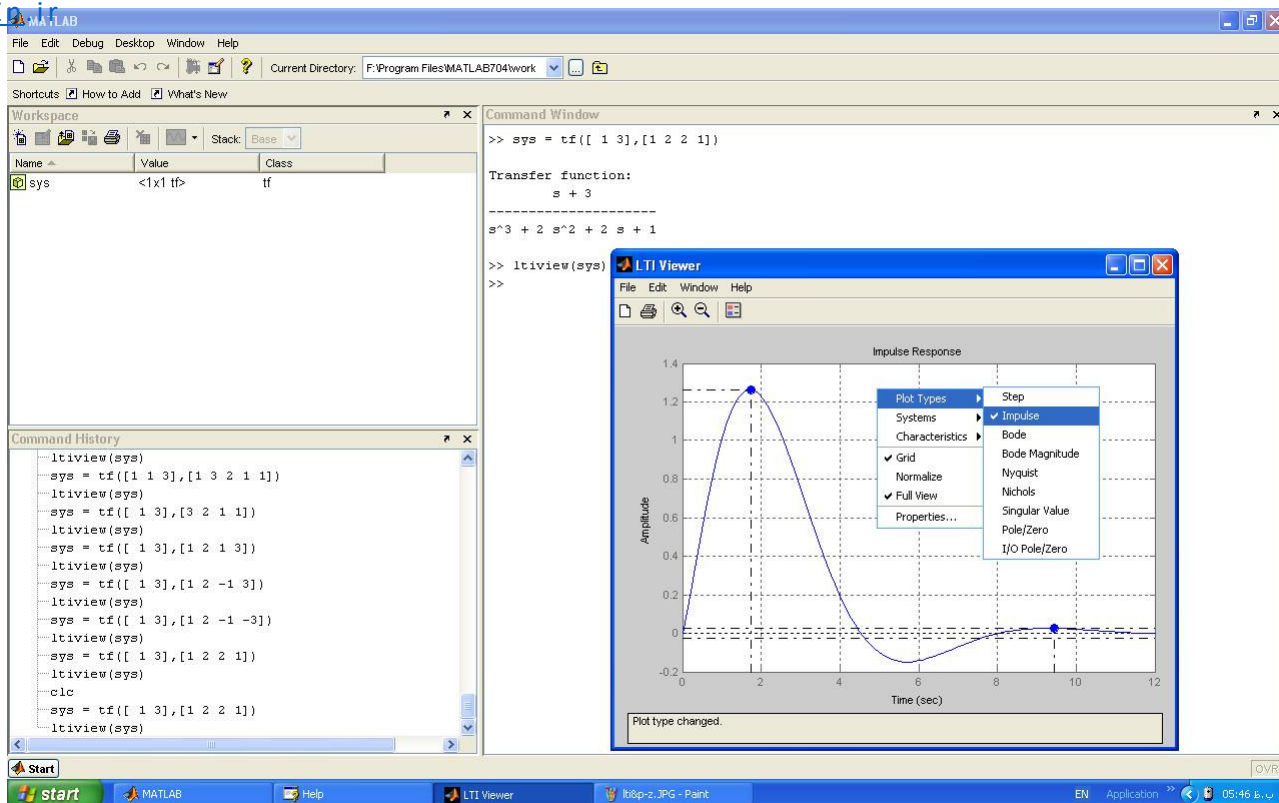 p.ir
MATLAB
File Edit Debug Desktop Window Help
Current Directory: F:\Program Files\MATLAB704\work
Shortcuts How to Add What's New
Workspace
Stack: Base
Name Value Class
sys <1x1 tf> tf
Command History
ltiview(sys)
sys = tf([1 1 3],[1 3 2 1 1])
ltiview(sys)
sys = tf([ 1 3],[3 2 1 1])
ltiview(sys)
sys = tf([ 1 3],[1 2 1 3])
ltiview(sys)
sys = tf([ 1 3],[1 2 -1 3])
ltiview(sys)
sys = tf([ 1 3],[1 2 -1 -3])
ltiview(sys)
sys = tf([ 1 3],[1 2 2 1])
ltiview(sys)
clc
sys = tf([ 1 3],[1 2 2 1])
ltiview(sys)
Command Window
>> sys = tf([ 1 3],[1 2 2 1])
Transfer function:
s + 3
---------------------
s^3 + 2 s^2 + 2 s + 1
>> ltiview(sys)
>>
LTI Viewer
File Edit Window Help
Impulse Response
Amplitude
1.4
1.2
1
0.8
0.6
0.4
0.2
0
-0.2
0 2 4 6 8 10 12
Time (sec)
Plot Types
Systems
Characteristics
Grid
Normalize
Full View
Properties...
Step
Impulse
Bode
Bode Magnitude
Nyquist
Nichols
Singular Value
Pole/Zero
I/O Pole/Zero
Plot type changed.
Start
OVR
start MATLAB Help LTI Viewer lti&p-z.JPG - Paint EN Application 05:46 ب.ظ